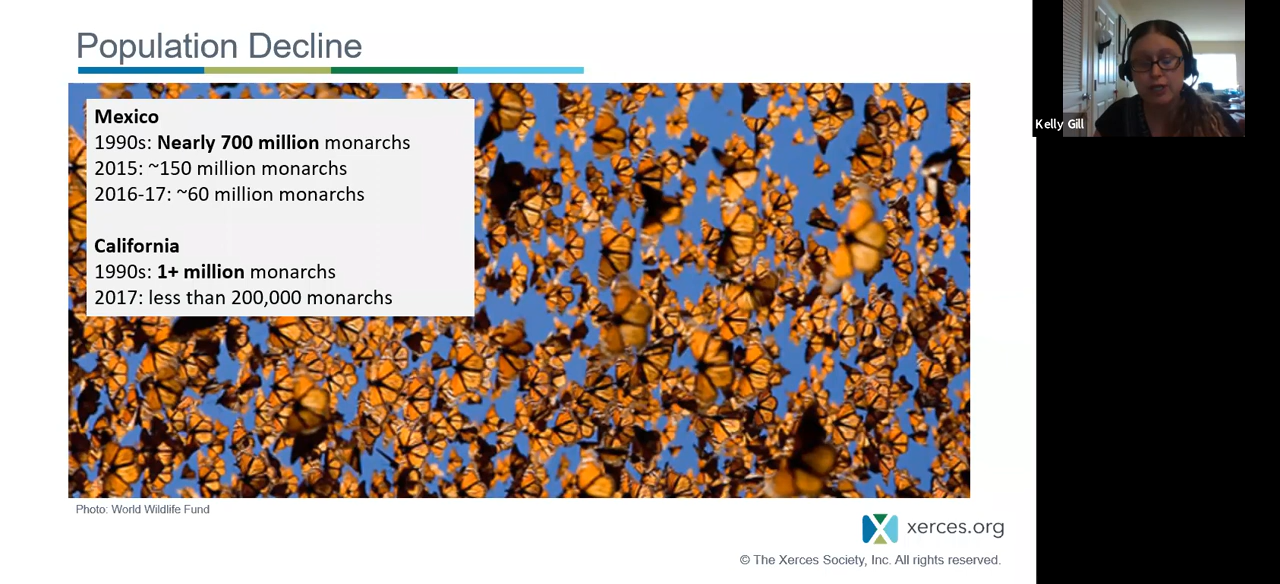 Population Decline
Mexico
1990s: Nearly 700 million monarchs
2015: ~150 million monarchs
2016-17: ~60 million monarchs
California
1990s: 1+ million monarchs
2017: less than 200,000 monarchs
Photo: World Wildlife Fund
xerces.org
© The Xerces Society, Inc. All rights reserved.
Kelly Gill